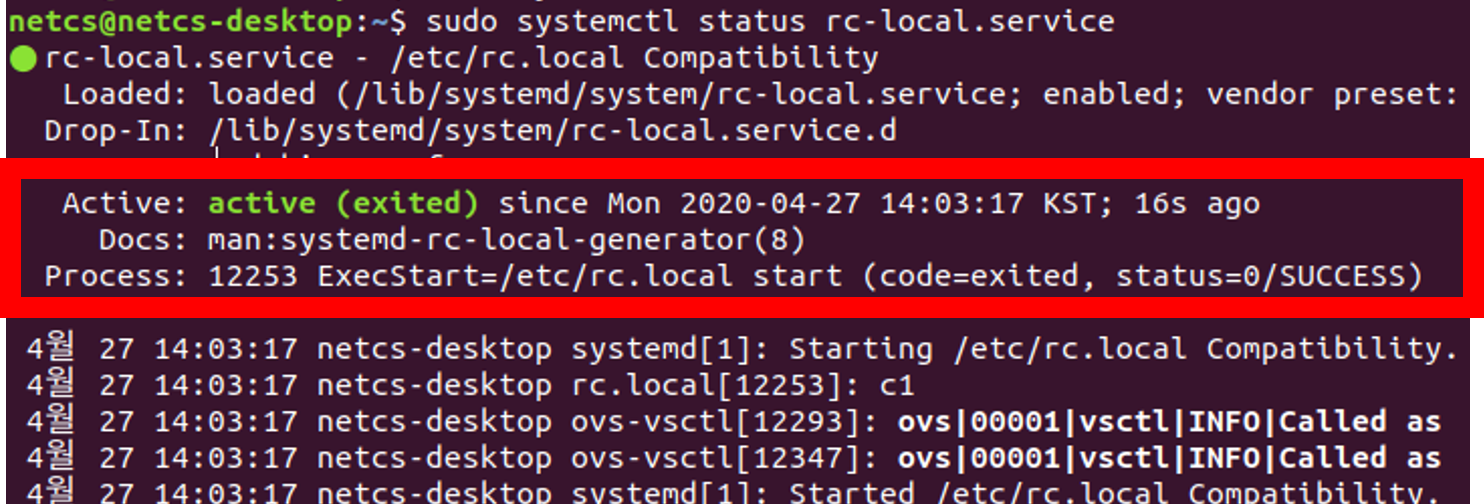 netcs@netcs-desktop:~$ sudo systemctl status rc-local.service
● rc-local.service - /etc/rc.local Compatibility
Loaded: loaded (/lib/systemd/system/rc-local.service; enabled; vendor preset:
Drop-In: /lib/systemd/system/rc-local.service.d
Active: active (exited) since Mon 2020-04-27 14:03:17 KST; 16s ago
Docs: man:systemd-rc-local-generator(8)
Process: 12253 ExecStart=/etc/rc.local start (code=exited, status=0/SUCCESS)
4월 27 14:03:17 netcs-desktop systemd[1]: Starting /etc/rc.local Compatibility.
4월 27 14:03:17 netcs-desktop rc.local[12253]: c1
4월 27 14:03:17 netcs-desktop ovs-vsctl[12293]: ovs|00001|vsctl|INFO|Called as
4월 27 14:03:17 netcs-desktop ovs-vsctl[12347]: ovs|00001|vsctl|INFO|Called as
4월 27 14:03:17 netcs-desktop systemd[1]: Started /etc/rc.local Compatibility.